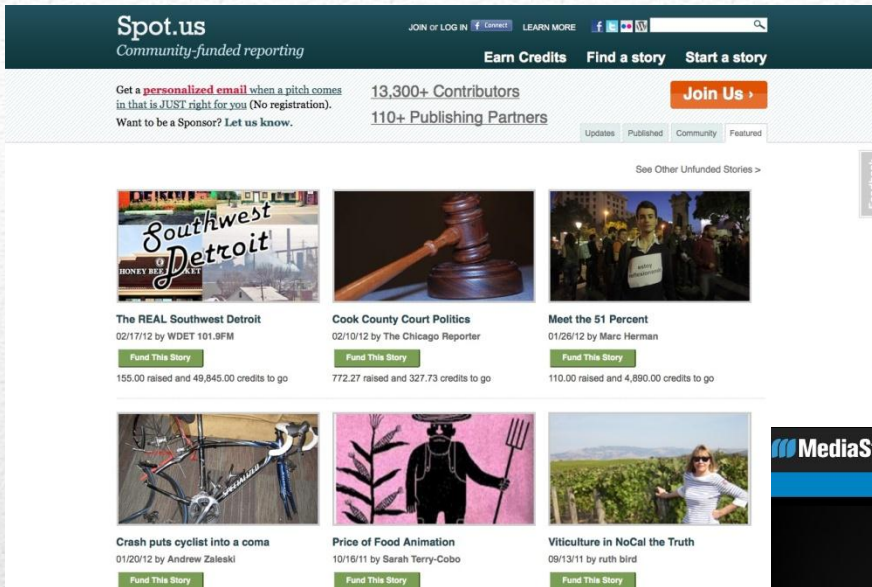 Spot.us
Community-funded reporting
JOIN or LOG IN f Connect LEARN MORE
Earn Credits Find a story Start a story
Get a personalized email when a pitch comes
in that is JUST right for you (No registration).
Want to be a Sponsor? Let us know.
13,300+ Contributors
110+ Publishing Partners
Join Us ›
Updates Published Community Featured
See Other Unfunded Stories >
Feedback
Southwest
Detroit
HONEY BEE MARKET
The REAL Southwest Detroit
02/17/12 by WDET 101.9FM
Fund This Story
155.00 raised and 49,845.00 credits to go
Cook County Court Politics
02/10/12 by The Chicago Reporter
Fund This Story
772.27 raised and 327.73 credits to go
Meet the 51 Percent
01/26/12 by Marc Herman
Fund This Story
110.00 raised and 4,890.00 credits to go
SPECIALIZED
Crash puts cyclist into a coma
01/20/12 by Andrew Zaleski
Fund This Story
Price of Food Animation
10/16/11 by Sarah Terry-Cobo
Fund This Story
Viticulture in NoCal the Truth
09/13/11 by ruth bird
Fund This Story
MediaS